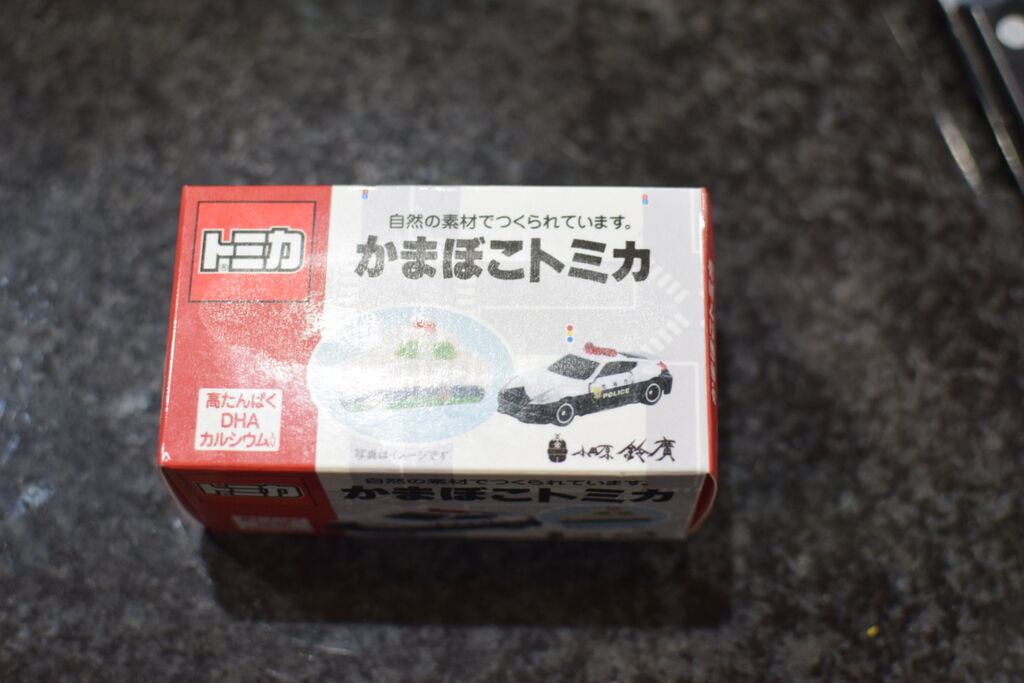 自然の素材でつくられています。
かまぼこトミカ
トミカ
POLICE
高たんぱく
DHA
カルシウム入
写真はイメージです
小田原 鈴廣
トミカ
自然の素材でつくられています。
かまぼこトミカ